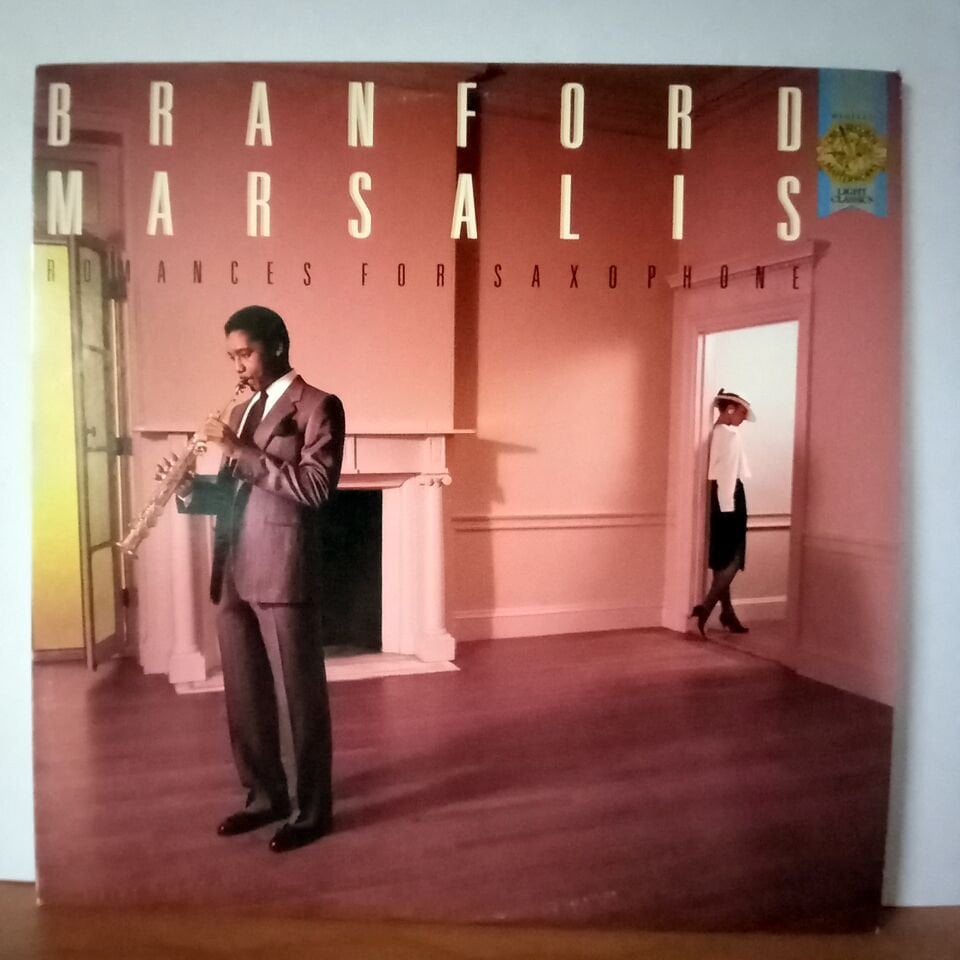 BRANFORD
MARSALIS
ROMANCES FOR SAXOPHONE
LIGHT
CLASSICS